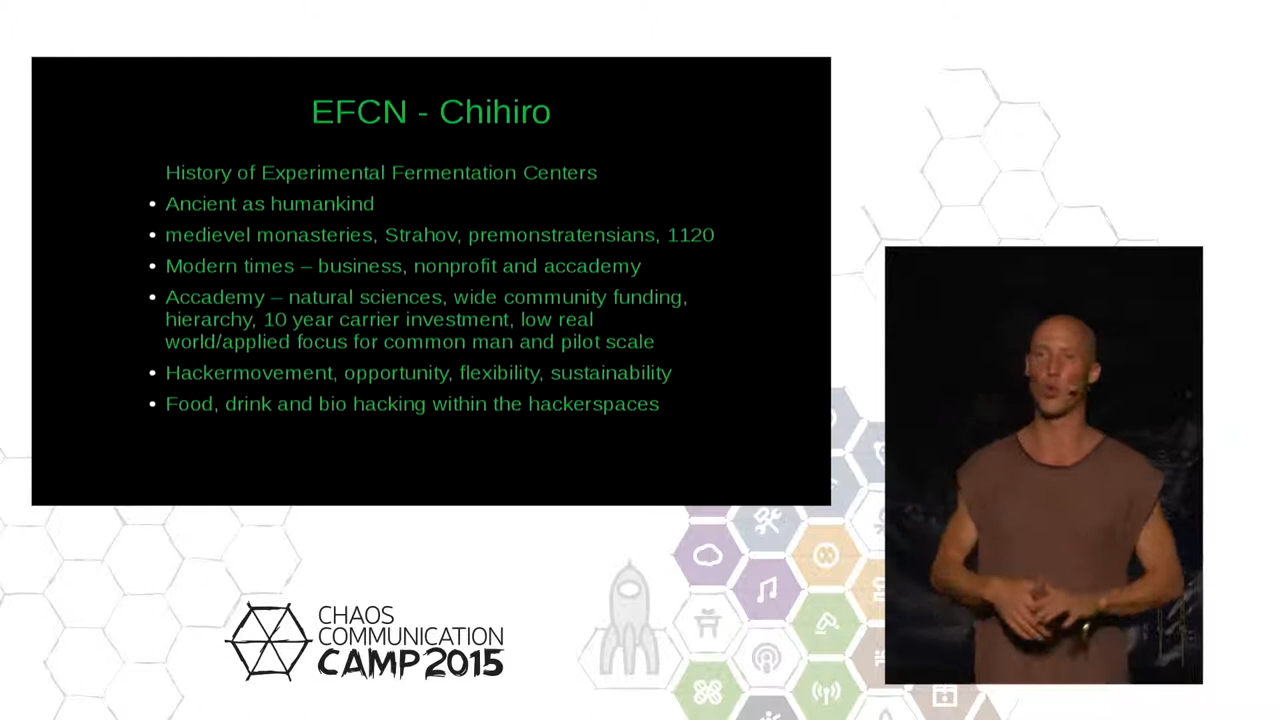 EFCN - Chihiro
History of Experimental Fermentation Centers
Ancient as humankind
medievel monasteries, Strahov, premonstratensians, 1120
Modern times – business, nonprofit and accademy
Accademy – natural sciences, wide community funding,
hierarchy, 10 year carrier investment, low real
world/applied focus for common man and pilot scale
Hackermovement, opportunity, flexibility, sustainability
Food, drink and bio hacking within the hackerspaces
CHAOS
COMMUNICATION
CAMP 2015